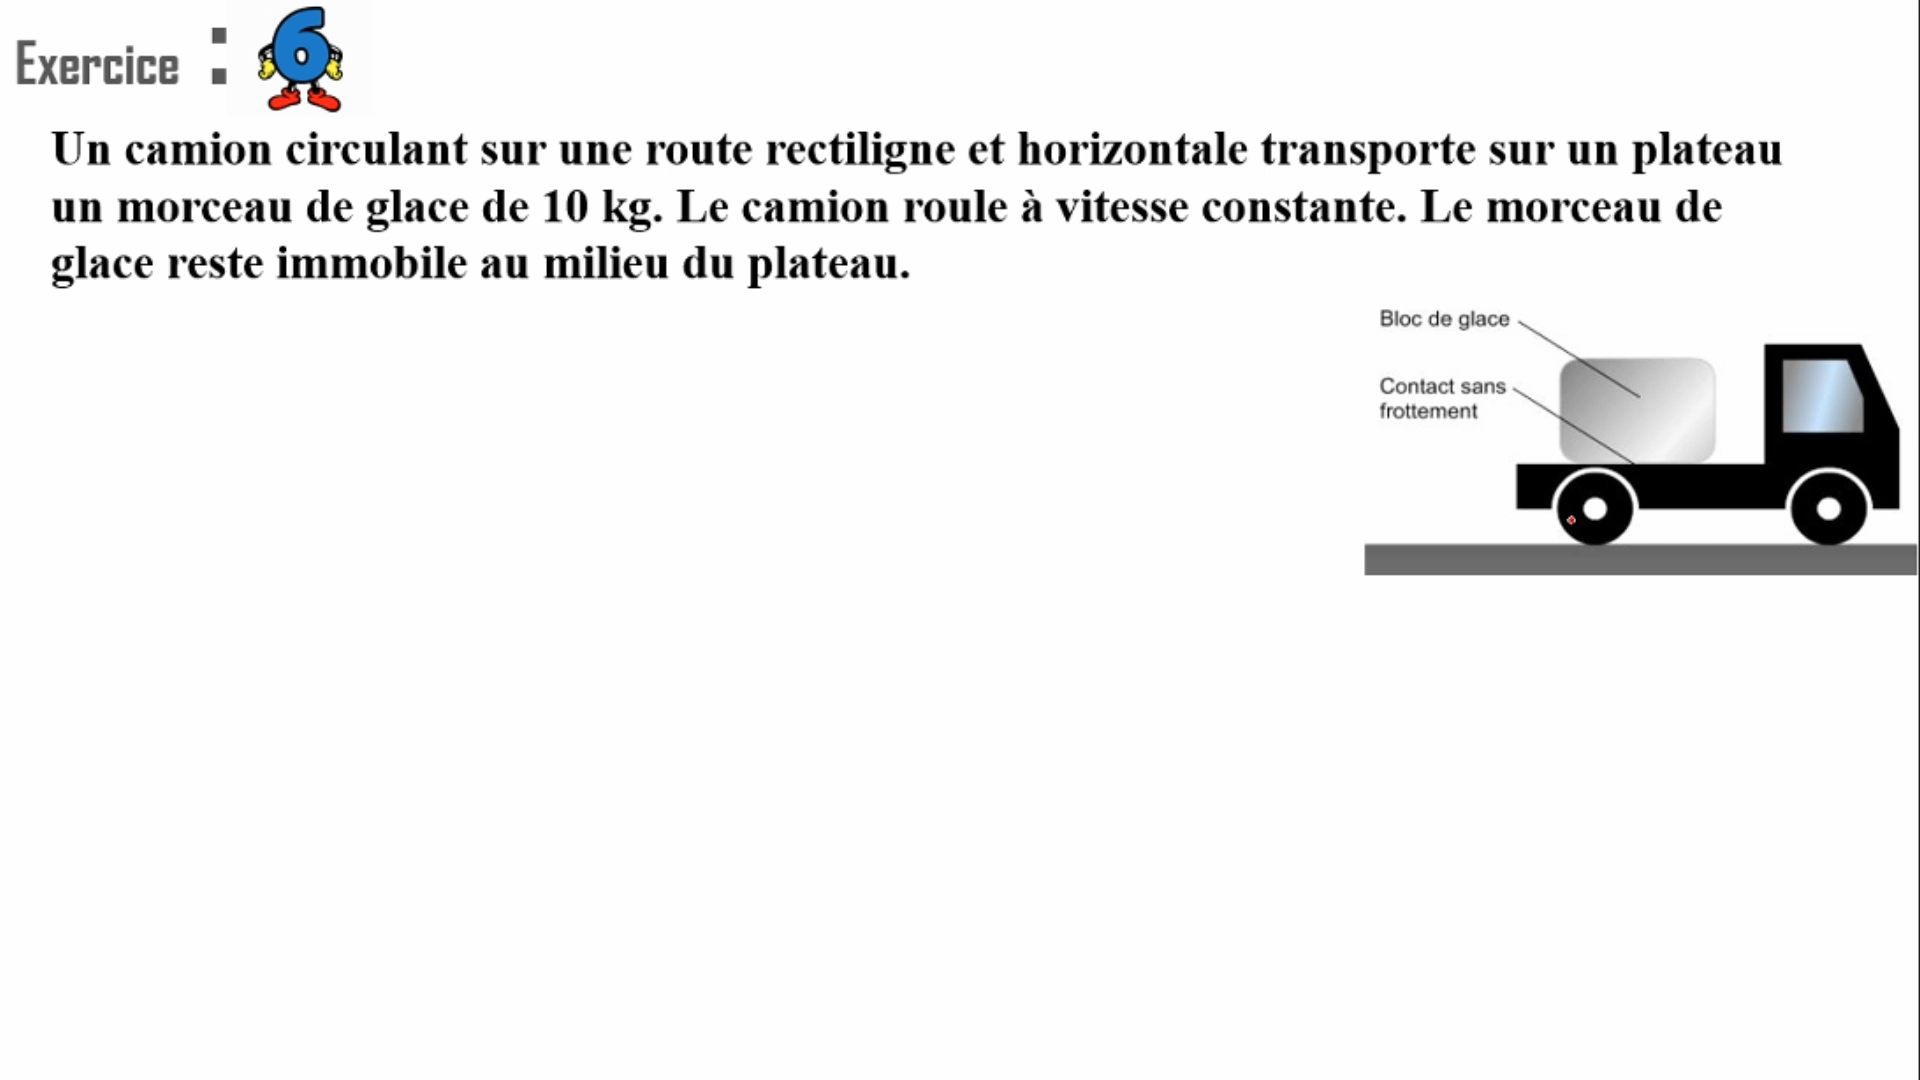 Exercice : 6
Un camion circulant sur une route rectiligne et horizontale transporte sur un plateau
un morceau de glace de 10 kg. Le camion roule à vitesse constante. Le morceau de
glace reste immobile au milieu du plateau.
Bloc de glace
Contact sans
frottement